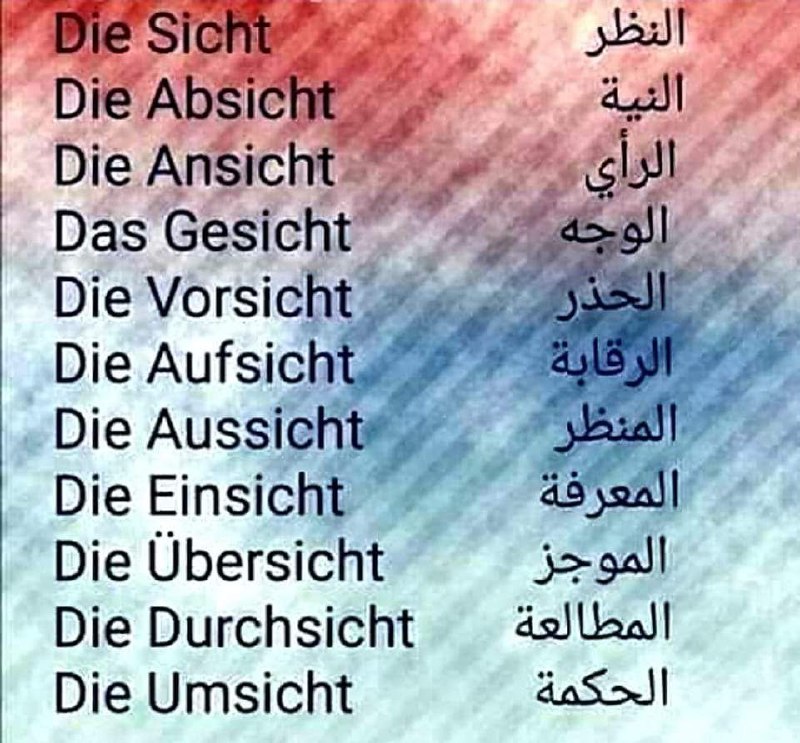 Die Sicht النظر
Die Absicht النية
Die Ansicht الرأي
Das Gesicht الوجه
Die Vorsicht الحذر
Die Aufsicht الرقابة
Die Aussicht المنظر
Die Einsicht المعرفة
Die Übersicht الموجز
Die Durchsicht المطالعة
Die Umsicht الحكمة